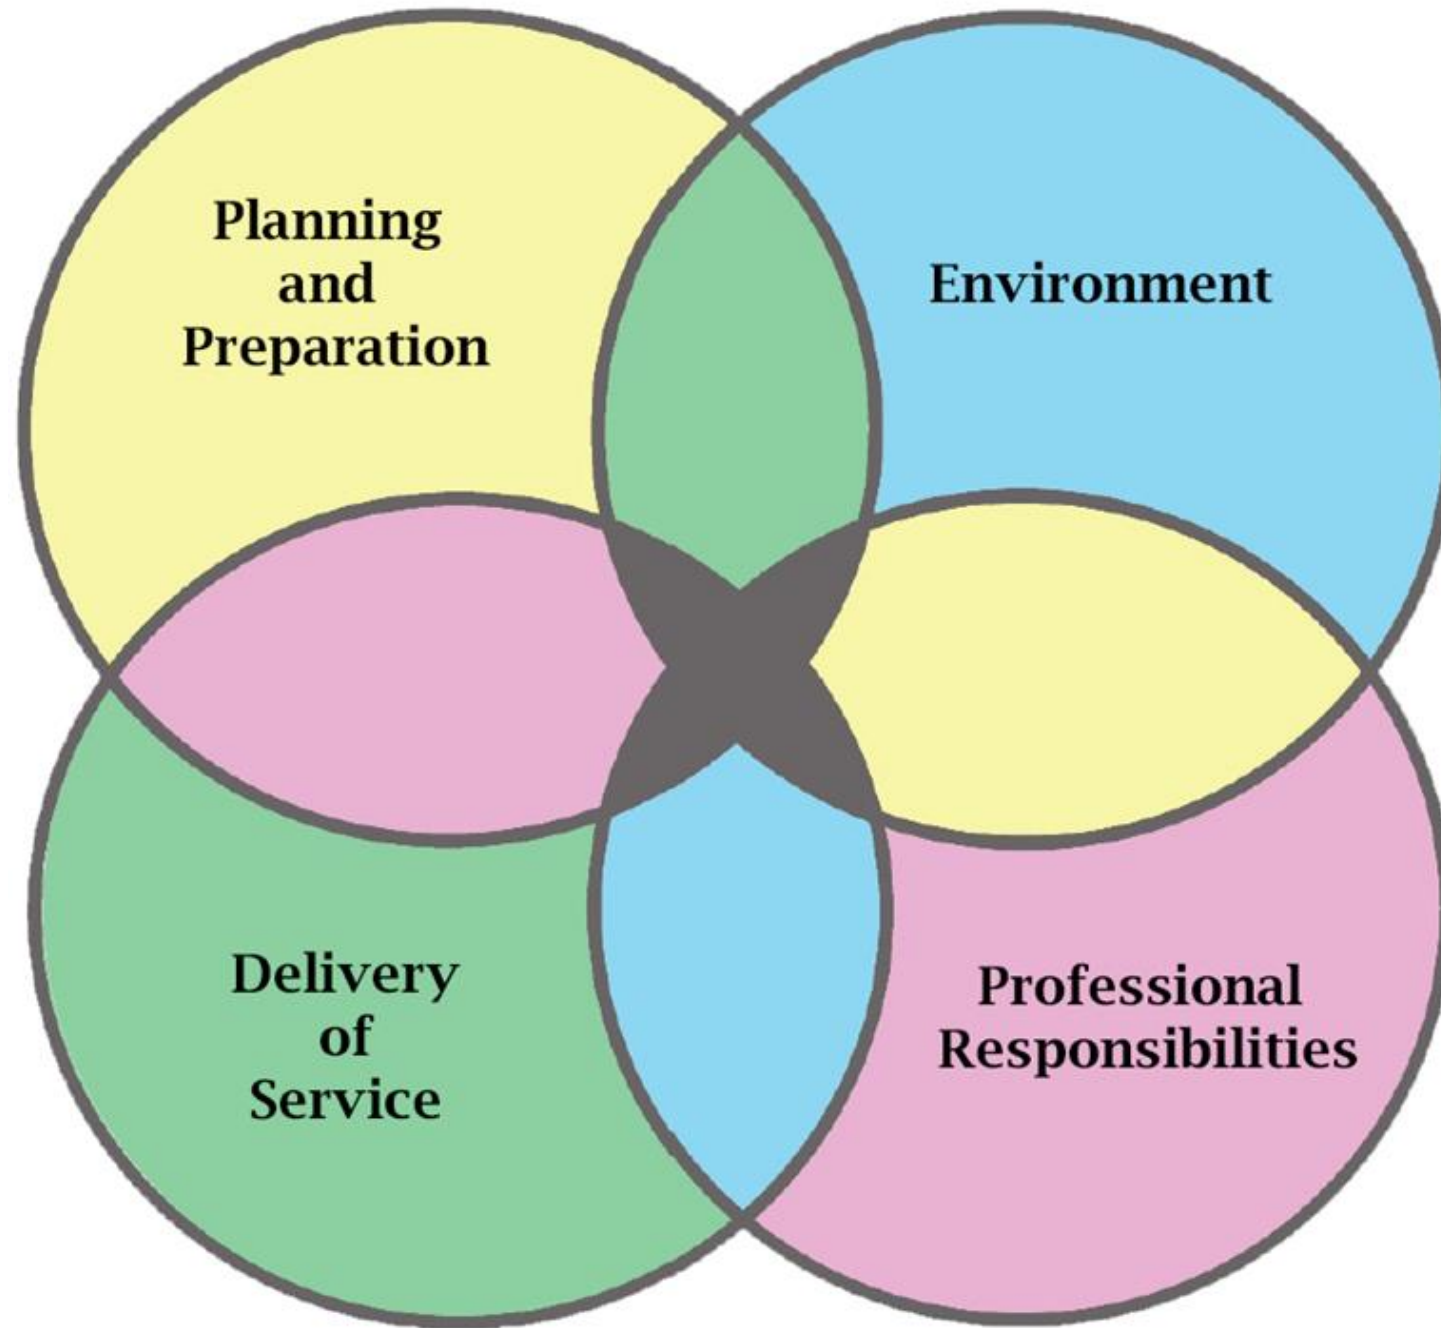 Planning
and
Preparation
Environment
Delivery
of
Service
Professional
Responsibilities